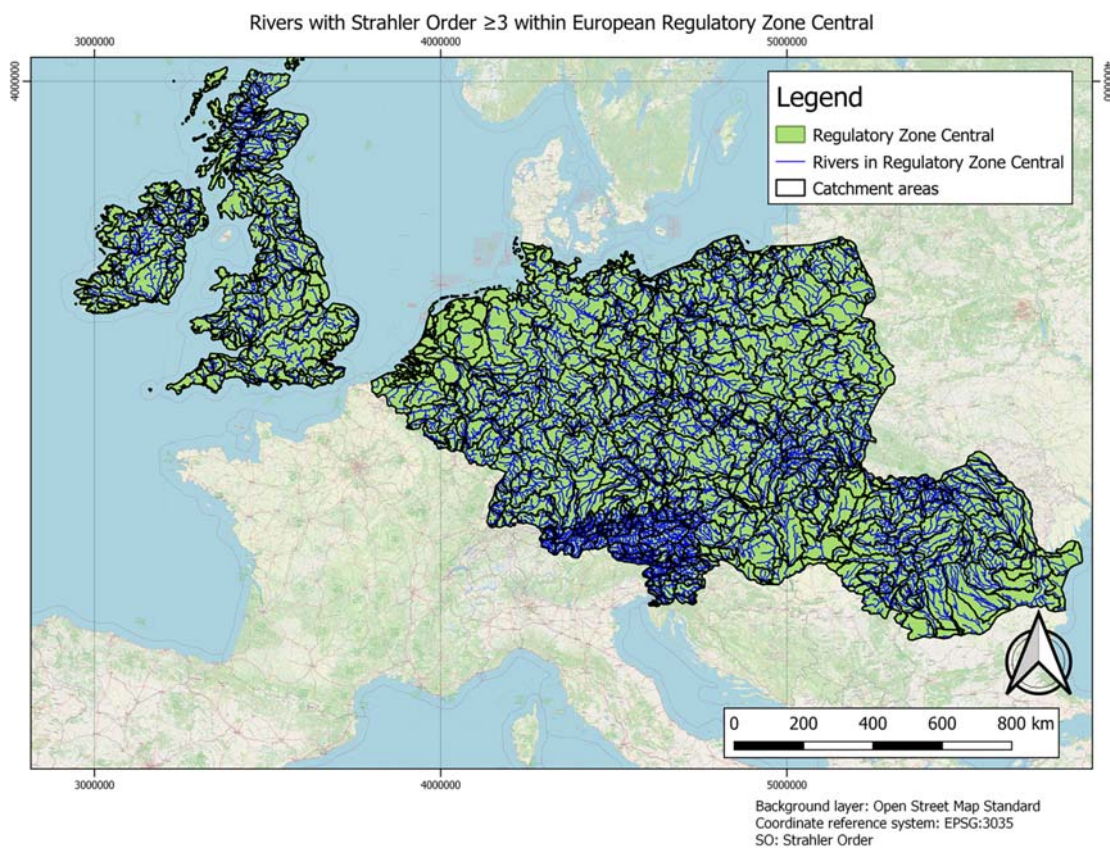 Rivers with Strahler Order ≥3 within European Regulatory Zone Central
3000000
4000000
5000000
4000000
4000000
Legend
Regulatory Zone Central
Rivers in Regulatory Zone Central
Catchment areas
0 200 400 600 800 km
3000000
4000000
5000000
Background layer: Open Street Map Standard
Coordinate reference system: EPSG:3035
SO: Strahler Order